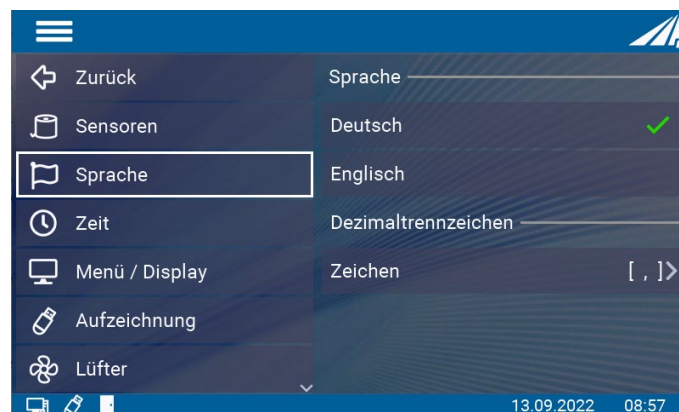 Zurück
Sensoren
Sprache
Zeit
Menü / Display
Aufzeichnung
Lüfter
Sprache
Deutsch
Englisch
Dezimaltrennzeichen
Zeichen [ , ]
13.09.2022 08:57